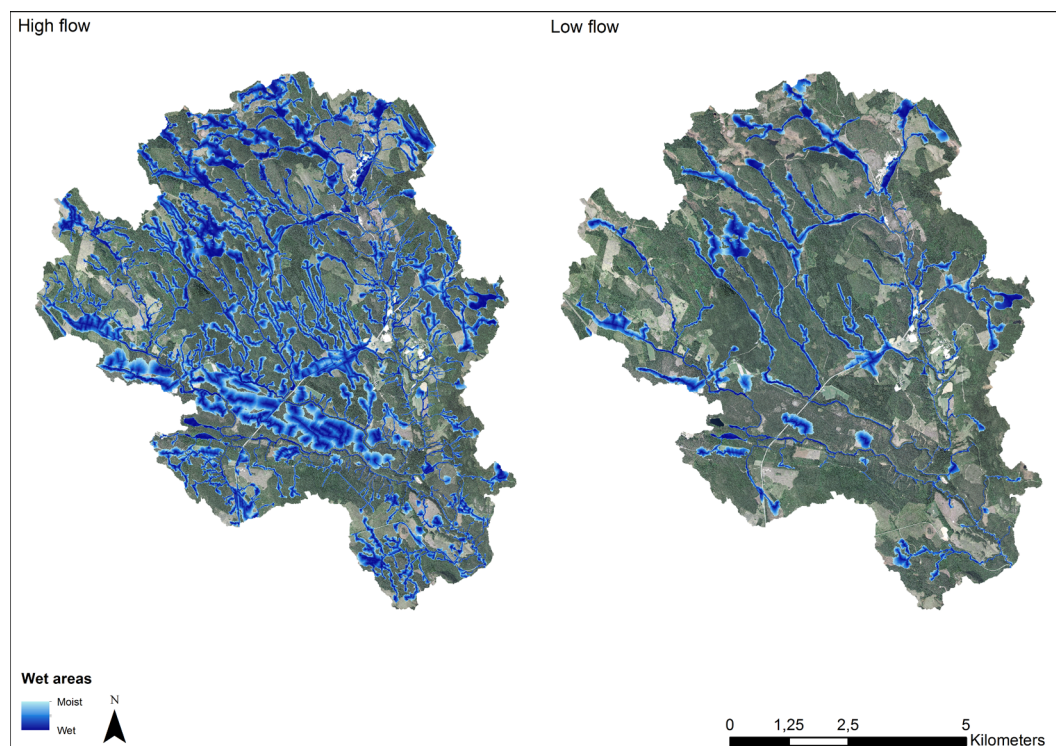 High flow
Low flow
Wet areas
Moist
Wet
N
0 1,25 2,5 5
Kilometers